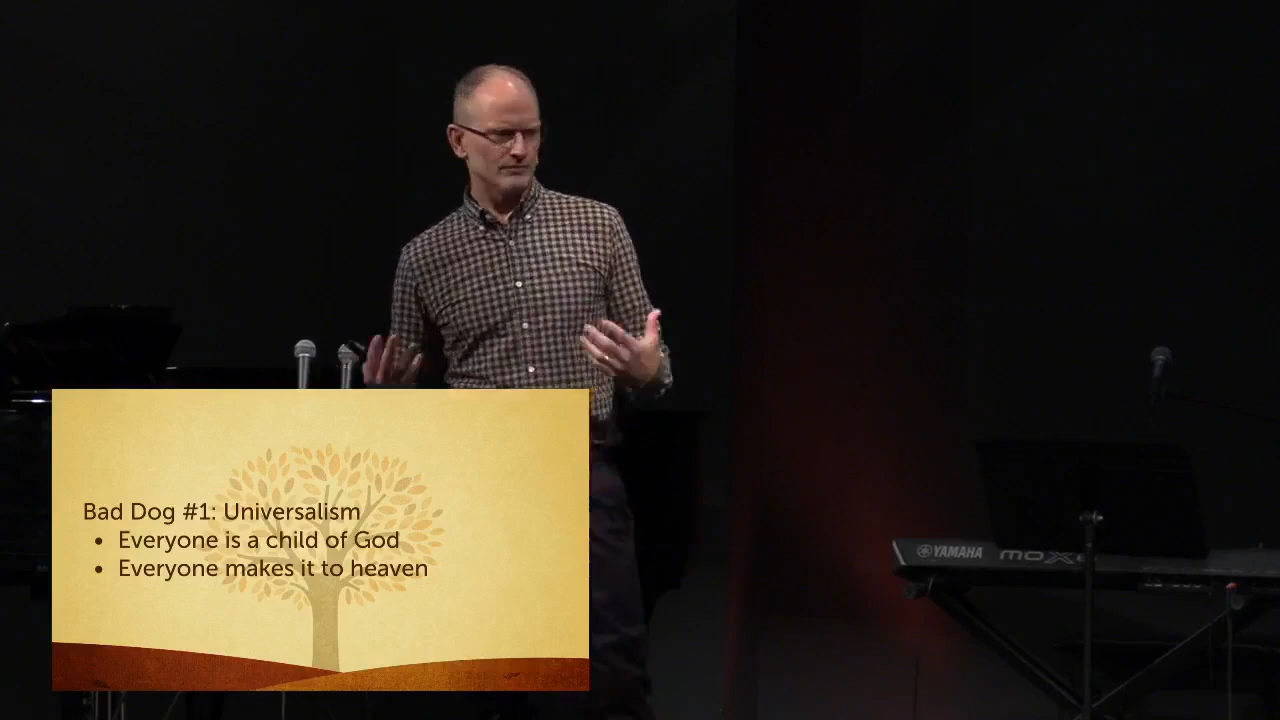 Bad Dog #1: Universalism
• Everyone is a child of God
• Everyone makes it to heaven
YAMAHA